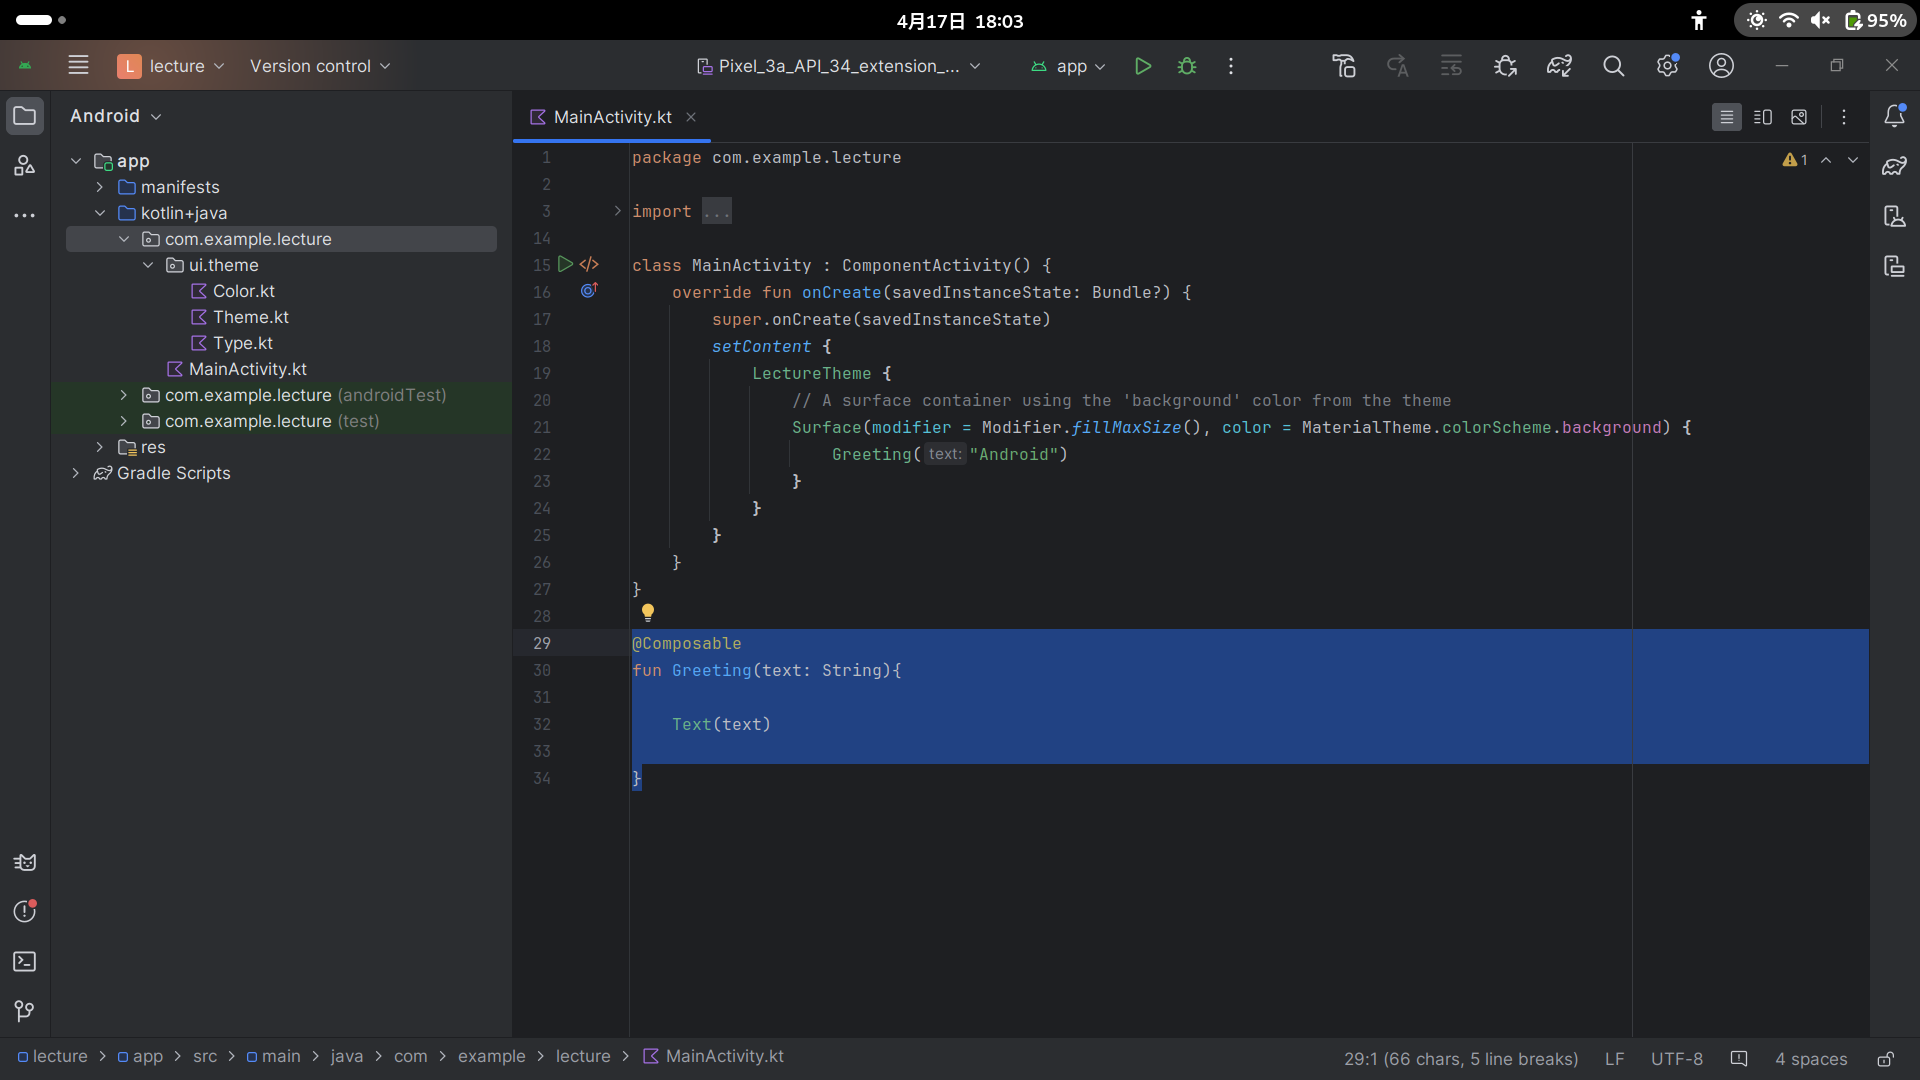 4月17日 18:03
95%
L lecture Version control Pixel_3a_API_34_extension_... app
Android
MainActivity.kt
app
manifests
kotlin+java
com.example.lecture
ui.theme
Color.kt
Theme.kt
Type.kt
MainActivity.kt
com.example.lecture (androidTest)
com.example.lecture (test)
res
Gradle Scripts
1
1 package com.example.lecture
2
3 import ...
14
15 class MainActivity : ComponentActivity() {
16 override fun onCreate(savedInstanceState: Bundle?) {
17 super.onCreate(savedInstanceState)
18 setContent {
19 LectureTheme {
20 // A surface container using the 'background' color from the theme
21 Surface(modifier = Modifier.fillMaxSize(), color = MaterialTheme.colorScheme.background) {
22 Greeting( text: "Android")
23 }
24 }
25 }
26 }
27 }
28
29 @Composable
30 fun Greeting(text: String){
31
32 Text(text)
33
34 }
lecture > app > src > main > java > com > example > lecture > MainActivity.kt
29:1 (66 chars, 5 line breaks) LF UTF-8 4 spaces